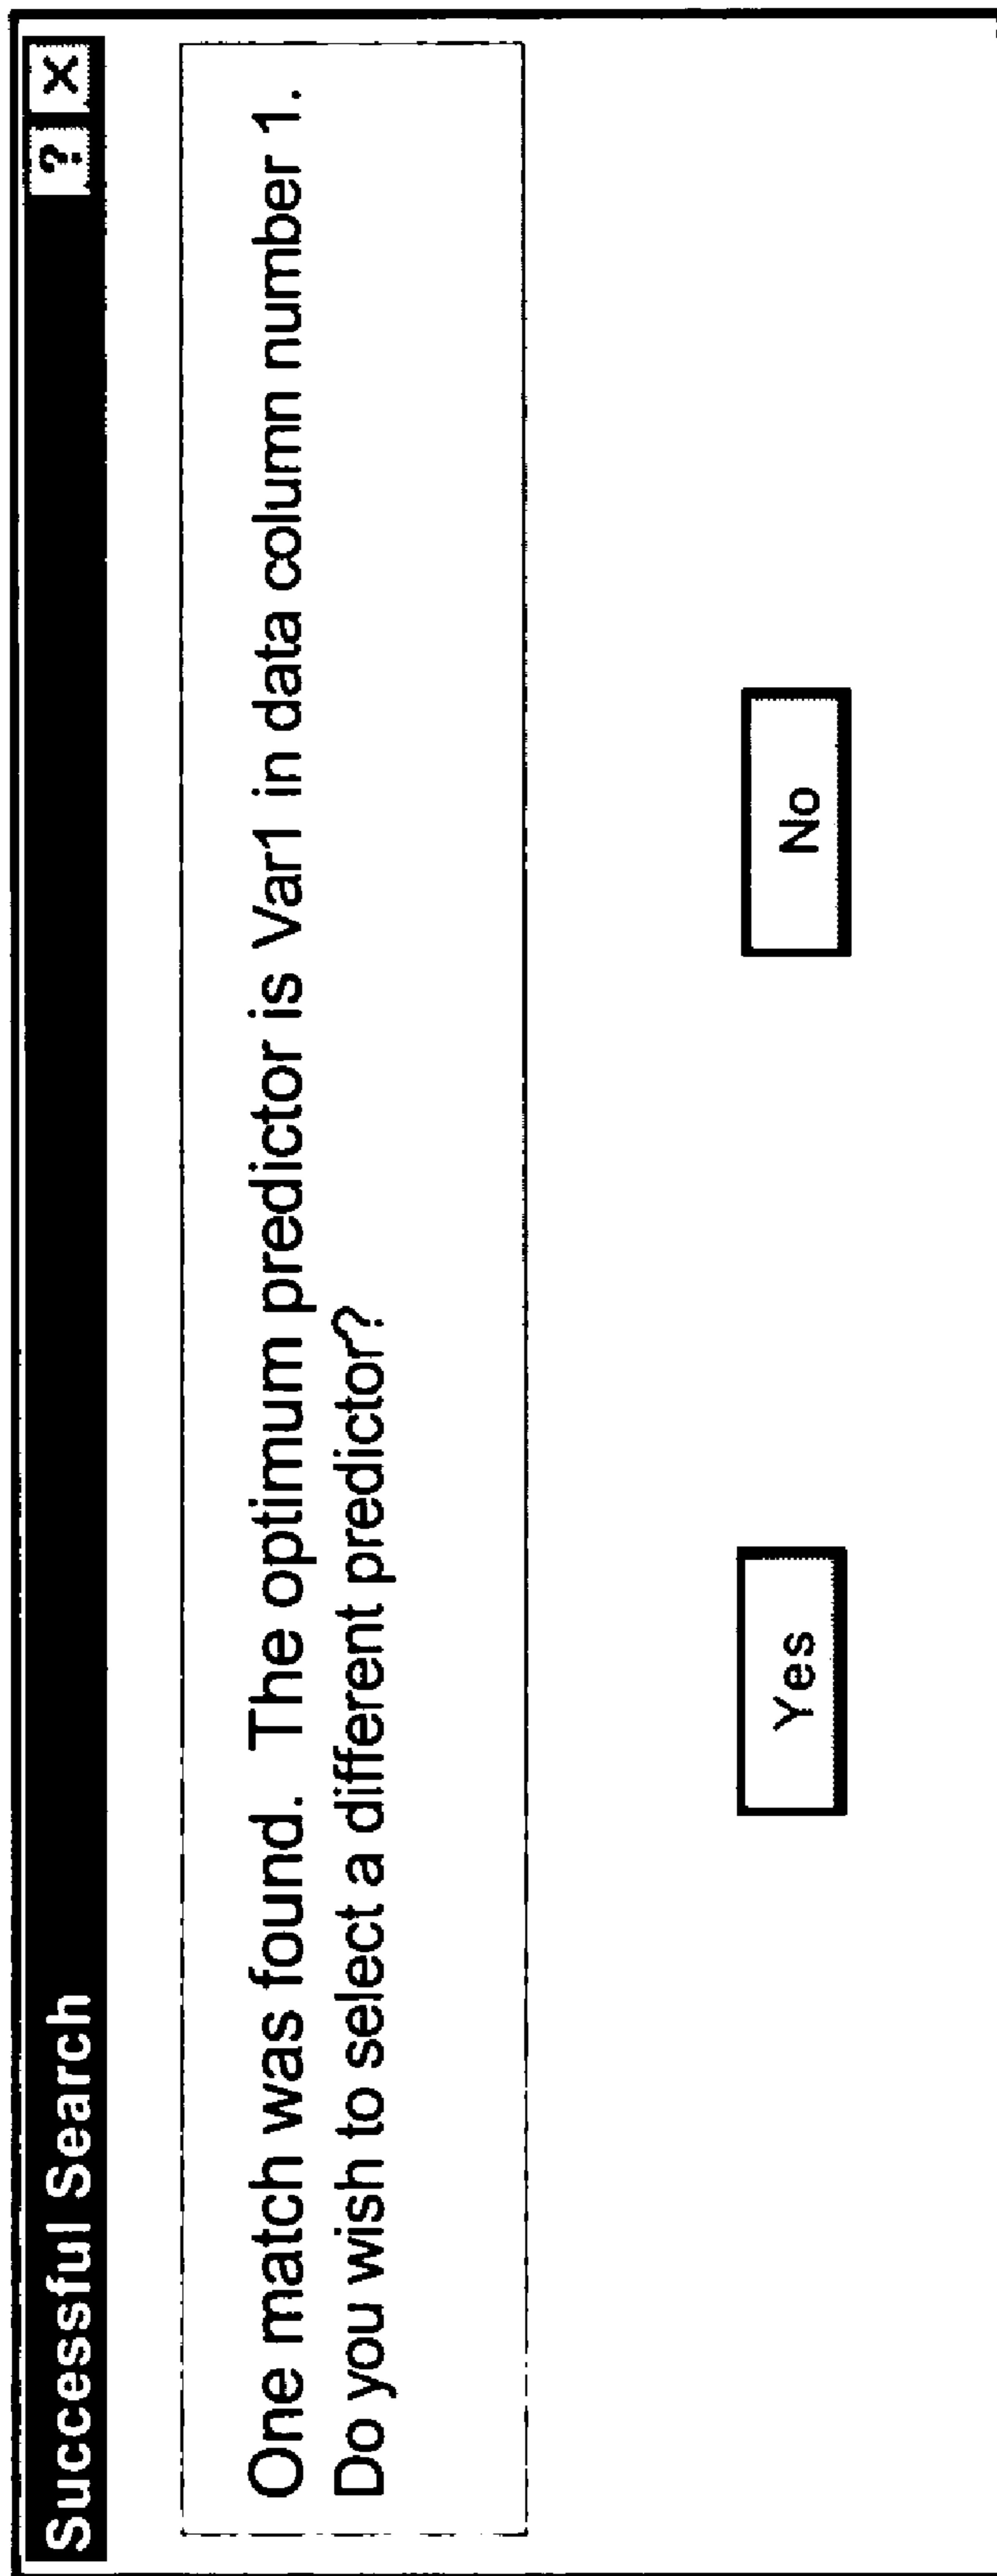 Successful Search
? X
One match was found. The optimum predictor is Var1 in data column number 1.
Do you wish to select a different predictor?
Yes No